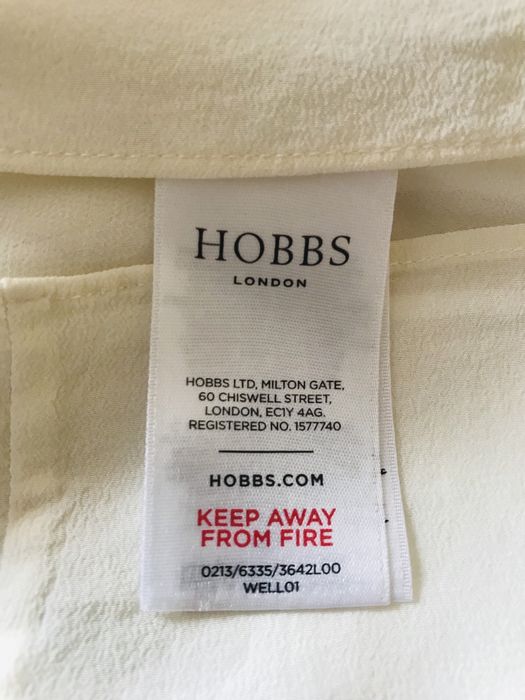 HOBBS
LONDON
HOBBS LTD, MILTON GATE,
60 CHISWELL STREET,
LONDON, EC1Y 4AG.
REGISTERED NO. 1577740
HOBBS.COM
KEEP AWAY
FROM FIRE
0213/6335/3642L00
WELL01